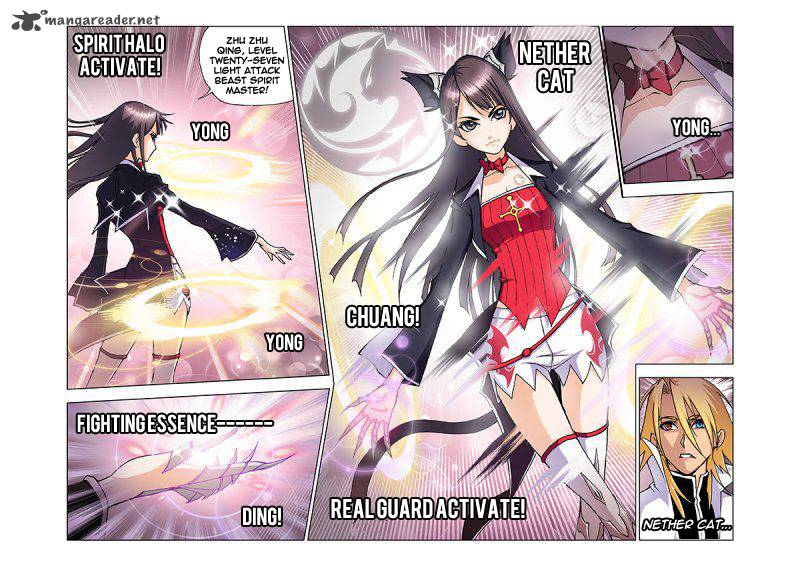 mangareader.net
SPIRIT HALO
ACTIVATE!
ZHU ZHU
QING, LEVEL
TWENTY-SEVEN
LIGHT ATTACK
BEAST SPIRIT
MASTER!
YONG
YONG
FIGHTING ESSENCE------
DING!
NETHER
CAT
CHUANG!
REAL GUARD ACTIVATE!
YONG...
NETHER CAT...